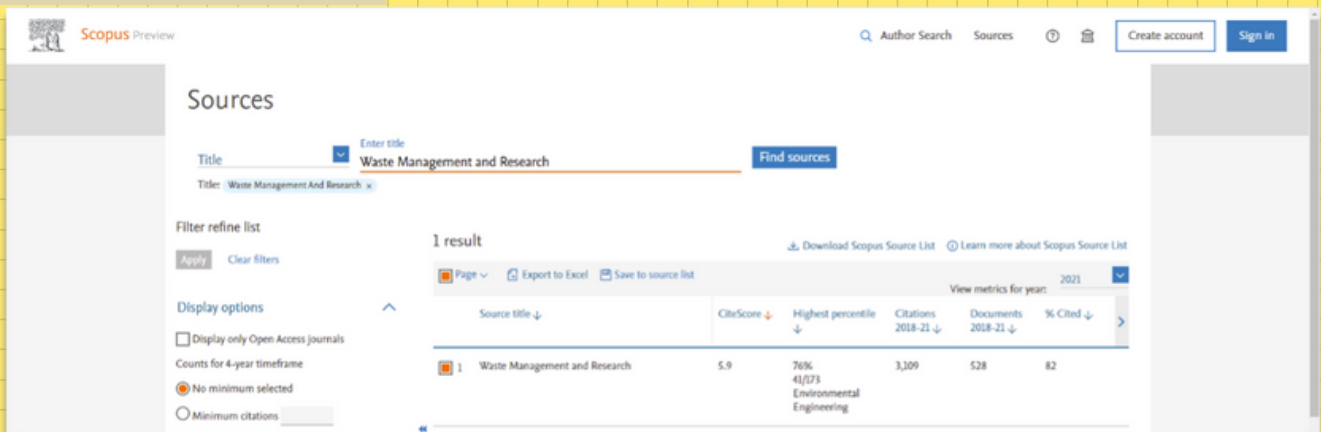 Scopus Preview
Author Search Sources Create account Sign in
Sources
Title
Enter title
Waste Management and Research
Find sources
Title: Waste Management And Research ×
Filter refine list
Apply Clear filters
Display options
Display only Open Access journals
Counts for 4-year timeframe
No minimum selected
Minimum citations
1 result
Download Scopus Source List Learn more about Scopus Source List
Page Export to Excel Save to source list
View metrics for year: 2021
Source title ↓ CiteScore ↓ Highest percentile ↓ Citations 2018-21 ↓ Documents 2018-21 ↓ % Cited ↓
1 Waste Management and Research 5.9 76% 3,109 528 82
41/173
Environmental
Engineering